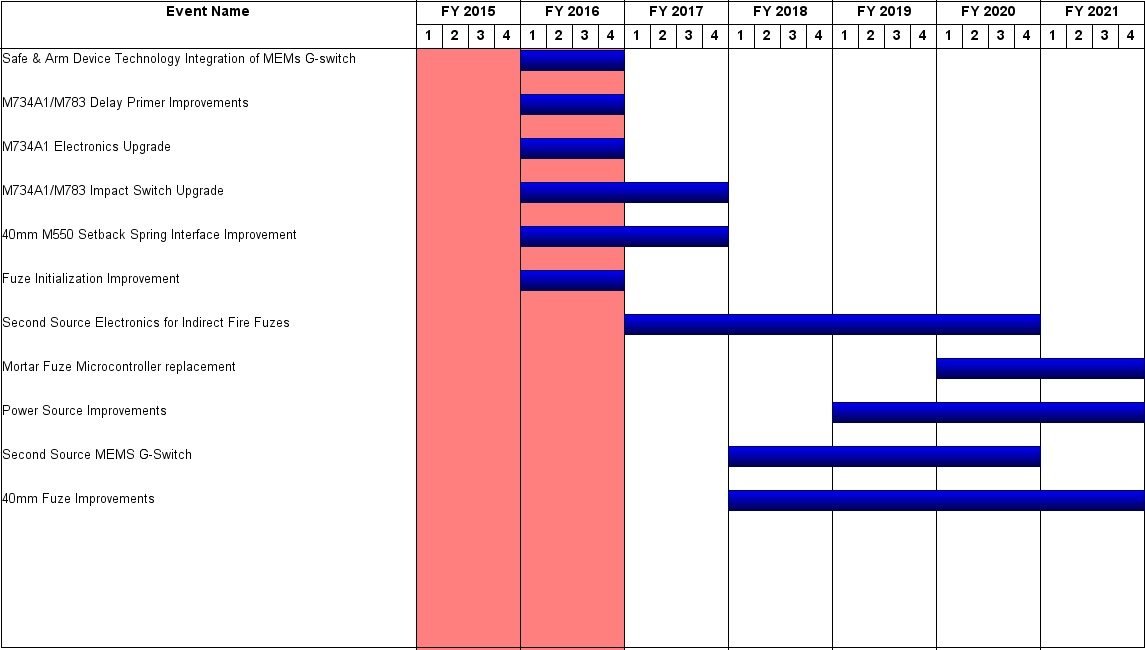 Event Name FY 2015 FY 2016 FY 2017 FY 2018 FY 2019 FY 2020 FY 2021
1 2 3 4 1 2 3 4 1 2 3 4 1 2 3 4 1 2 3 4 1 2 3 4 1 2 3 4
Safe & Arm Device Technology Integration of MEMs G-switch
M734A1/M783 Delay Primer Improvements
M734A1 Electronics Upgrade
M734A1/M783 Impact Switch Upgrade
40mm M550 Setback Spring Interface Improvement
Fuze Initialization Improvement
Second Source Electronics for Indirect Fire Fuzes
Mortar Fuze Microcontroller replacement
Power Source Improvements
Second Source MEMS G-Switch
40mm Fuze Improvements